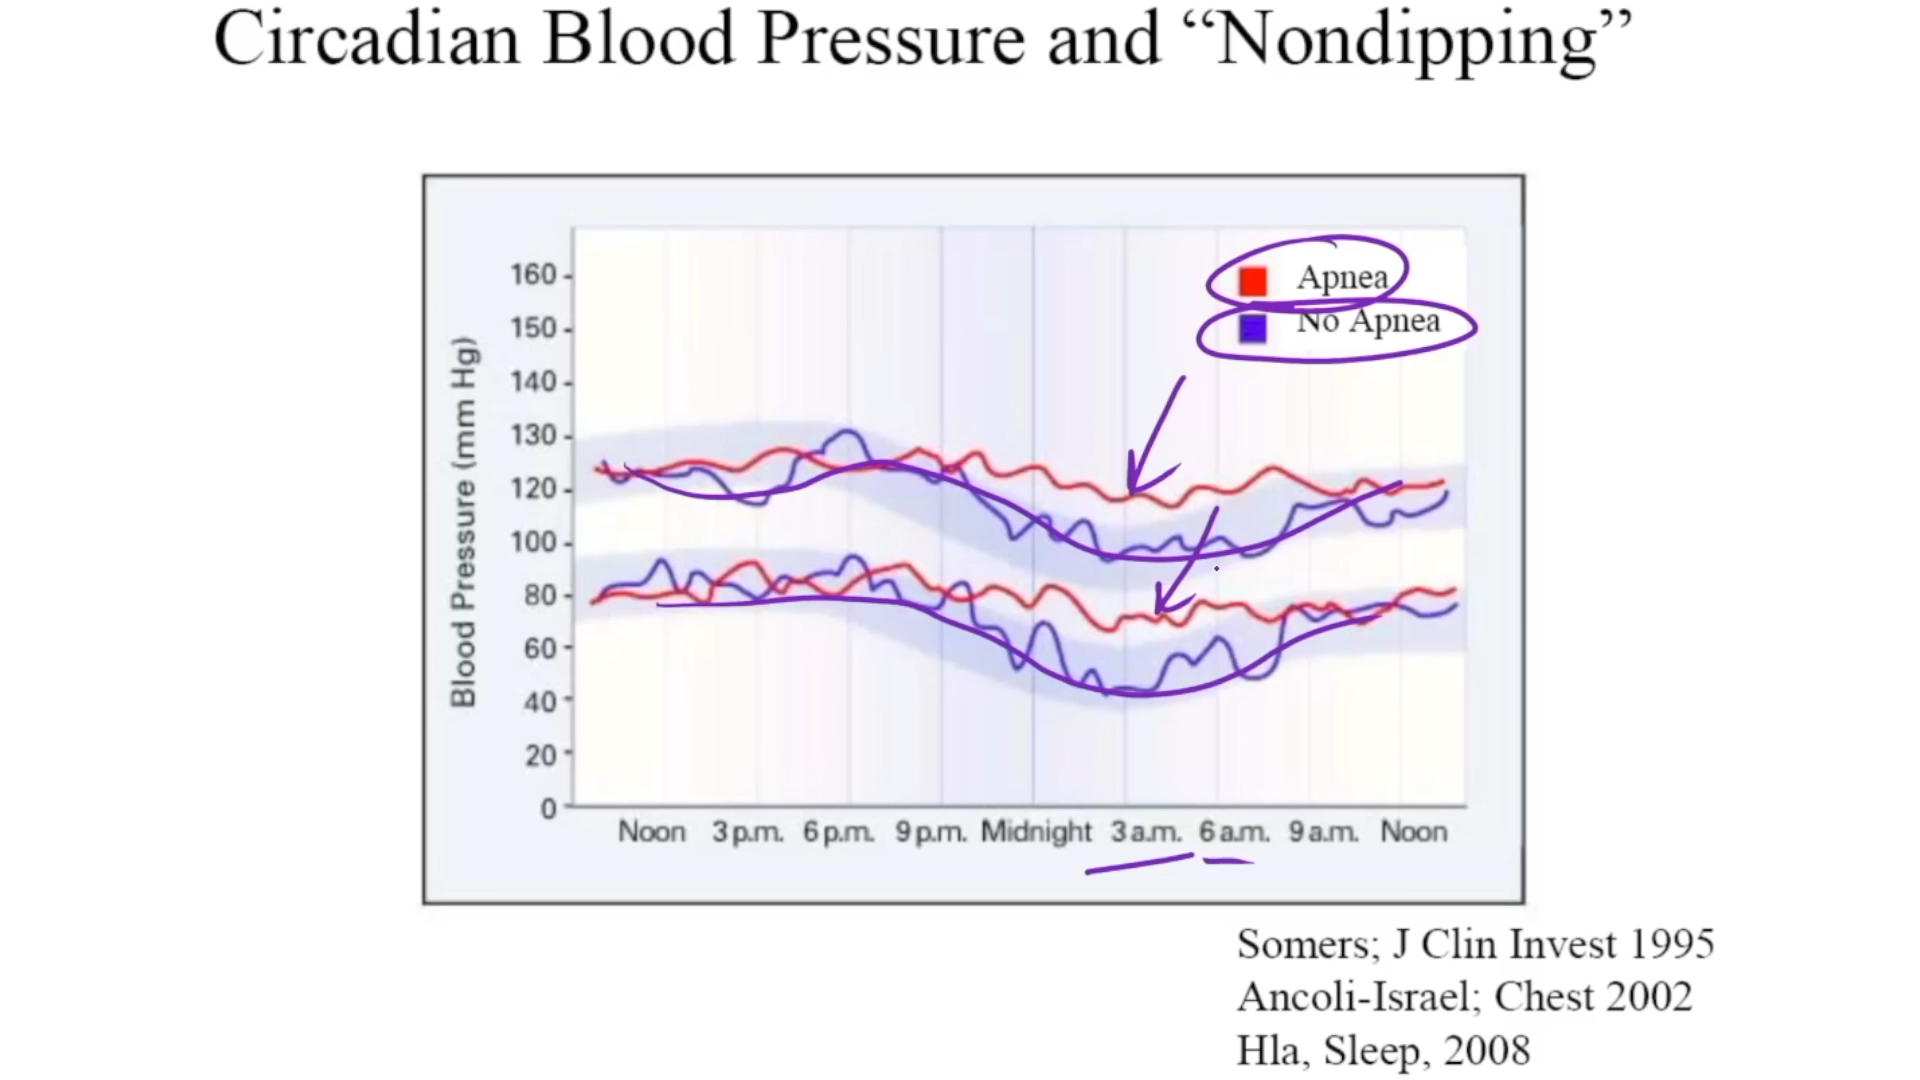 Circadian Blood Pressure and “Nondipping”
Blood Pressure (mm Hg)
160
150
140
130
120
100
80
60
40
20
0
Apnea
No Apnea
Noon 3 p.m. 6 p.m. 9 p.m. Midnight 3 a.m. 6 a.m. 9 a.m. Noon
Somers; J Clin Invest 1995
Ancoli-Israel; Chest 2002
Hla, Sleep, 2008